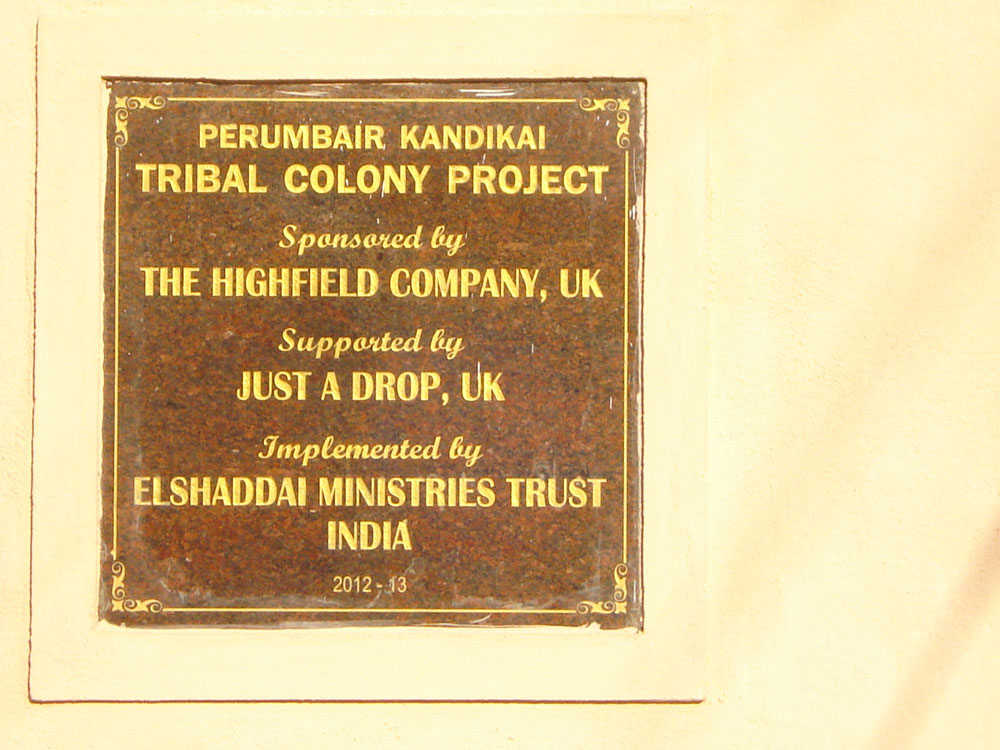 PERUMBAIR KANDIKAI
TRIBAL COLONY PROJECT
Sponsored by
THE HIGHFIELD COMPANY, UK
Supported by
JUST A DROP, UK
Implemented by
ELSHADDAI MINISTRIES TRUST
INDIA
2012 - 13